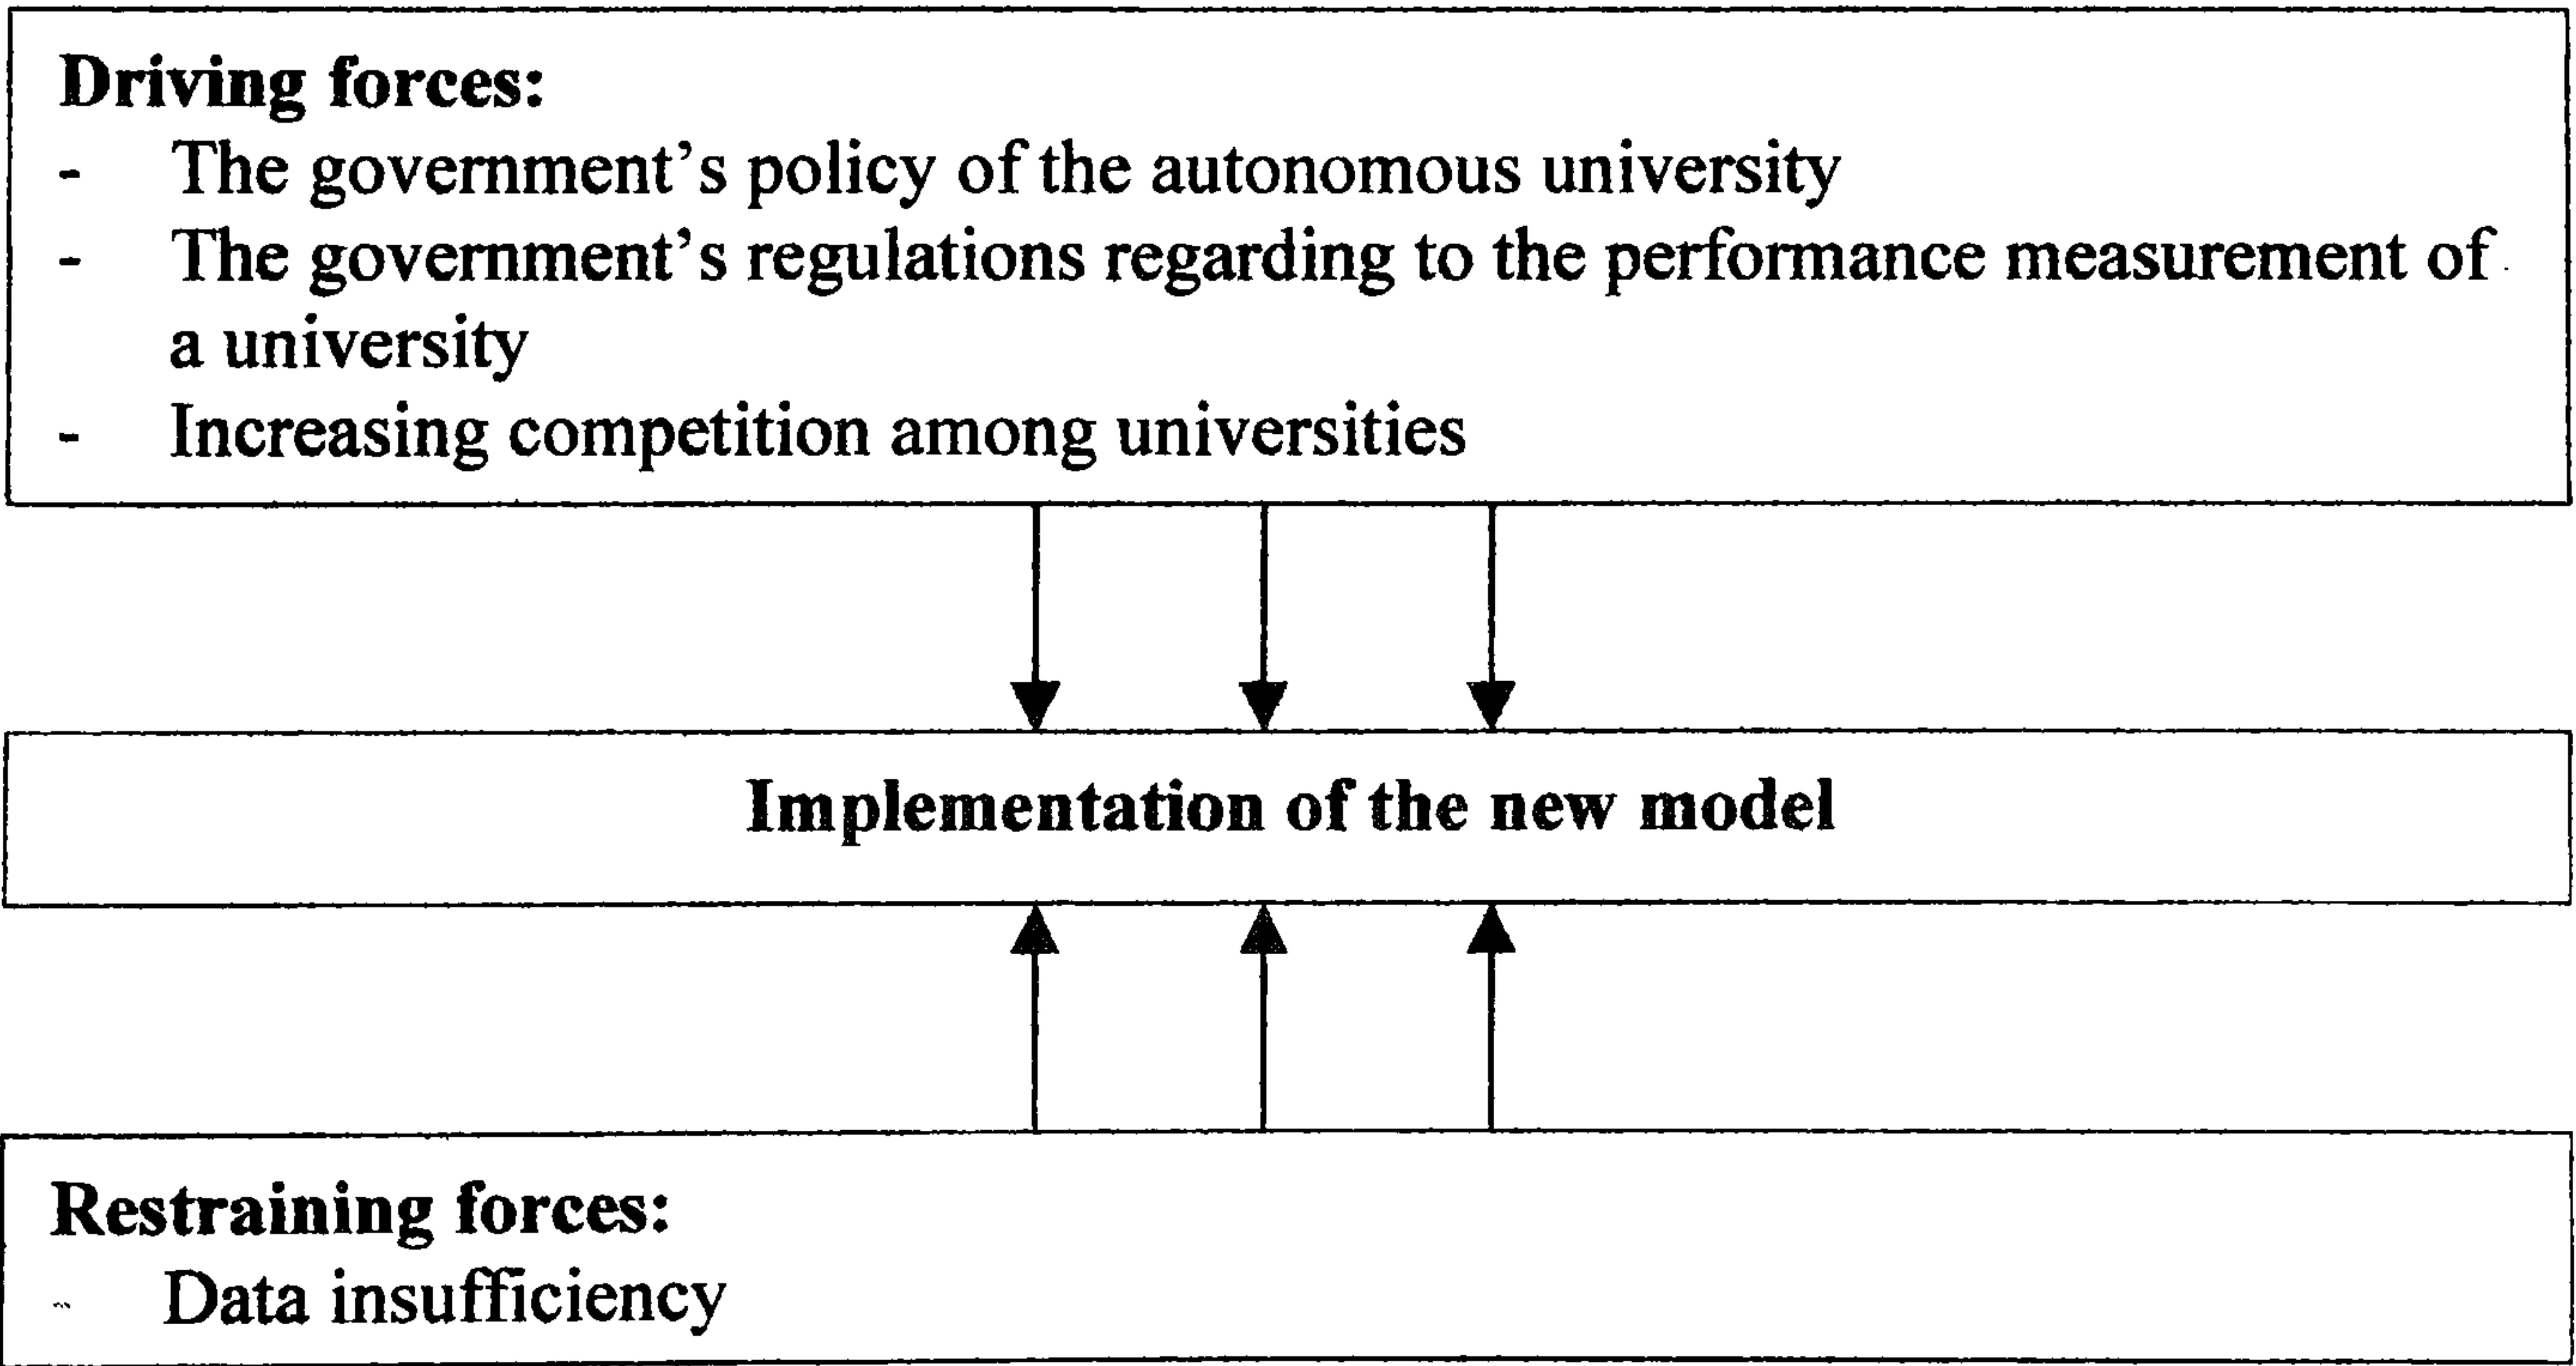 Driving forces:
- The government's policy of the autonomous university
- The government's regulations regarding to the performance measurement of
a university
- Increasing competition among universities
Implementation of the new model
Restraining forces:
- Data insufficiency